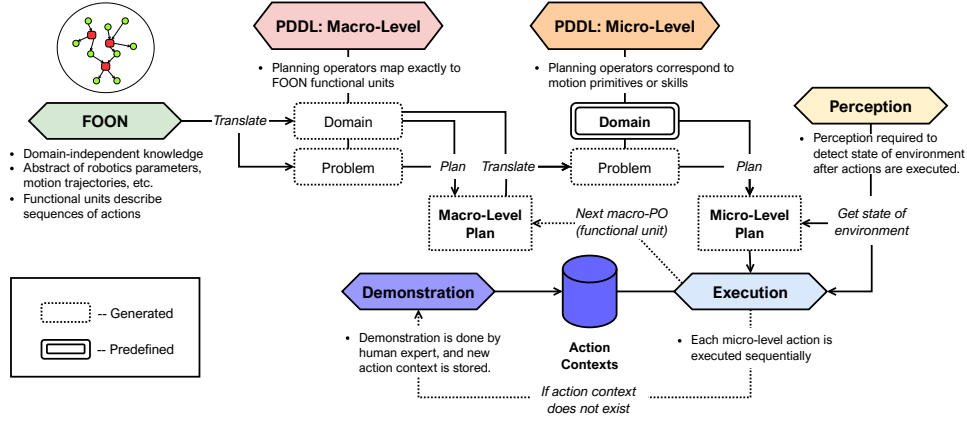 PDDL: Macro-Level
• Planning operators map exactly to
FOON functional units
PDDL: Micro-Level
• Planning operators correspond to
motion primitives or skills
FOON
• Domain-independent knowledge
• Abstract of robotics parameters,
motion trajectories, etc.
• Functional units describe
sequences of actions
Translate
Domain
Problem
Plan
Translate
Domain
Problem
Plan
Perception
• Perception required to
detect state of environment
after actions are executed.
Macro-Level
Plan
Next macro-PO
(functional unit)
Micro-Level
Plan
Get state of
environment
-- Generated
-- Predefined
Demonstration
• Demonstration is done by
human expert, and new
action context is stored.
Action
Contexts
Execution
• Each micro-level action is
executed sequentially
If action context
does not exist